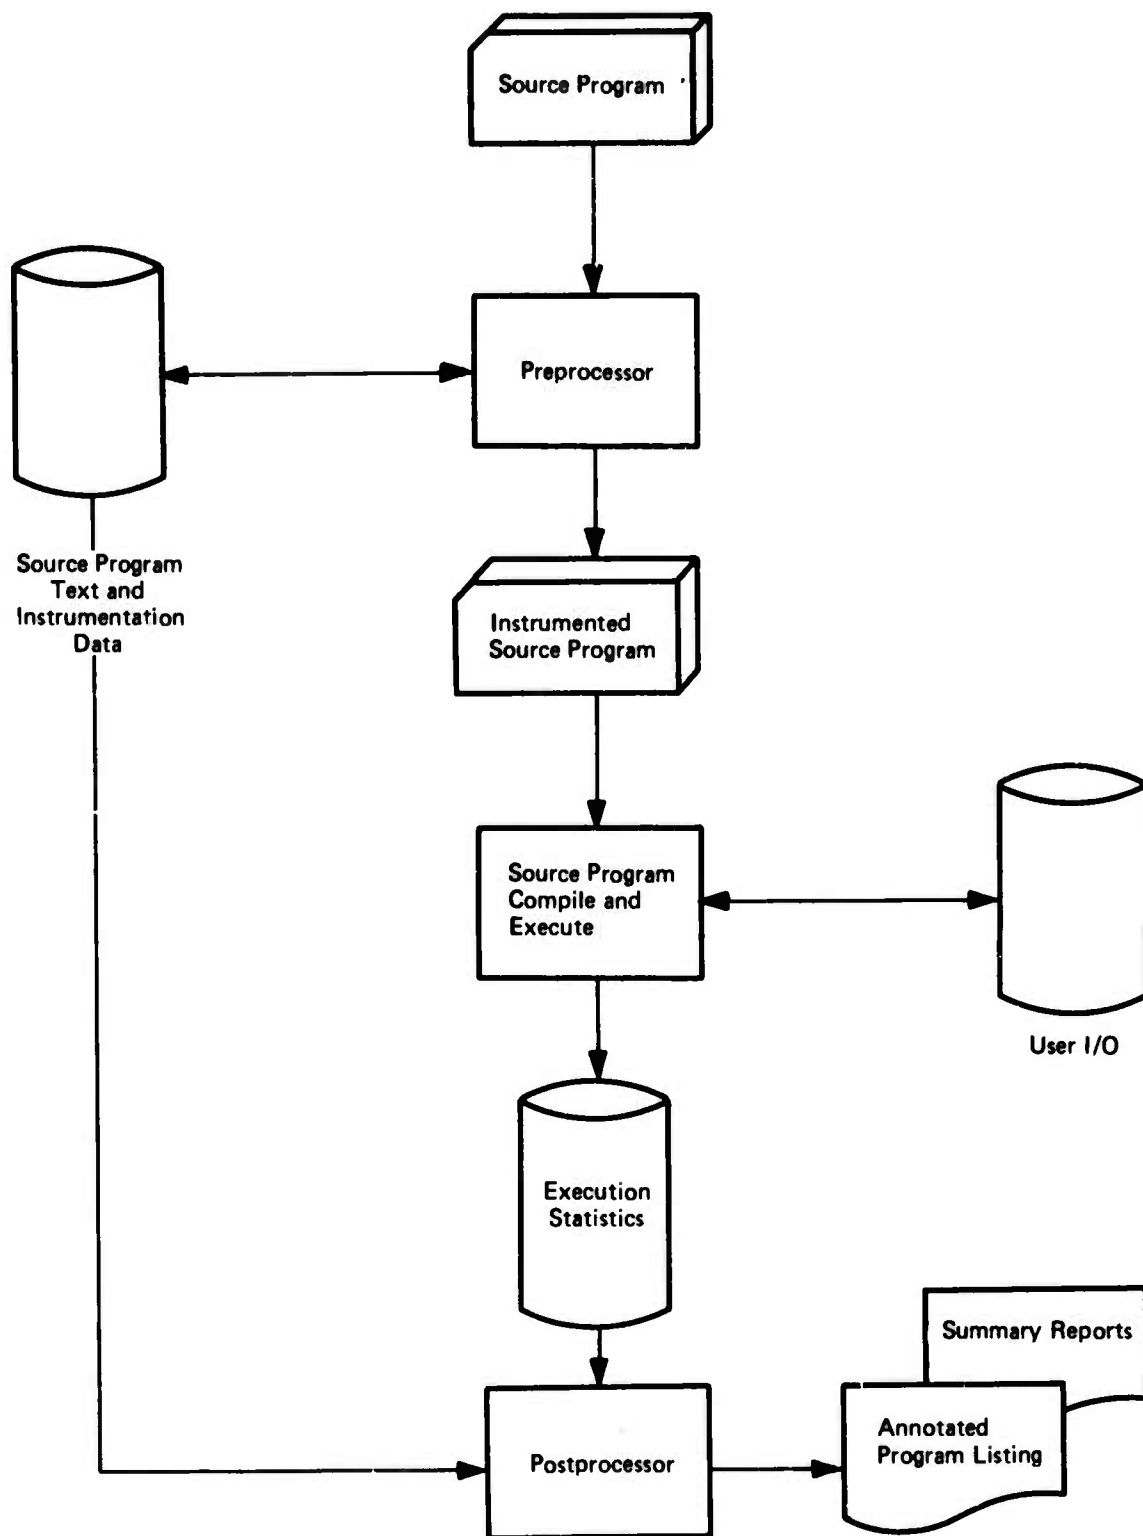 Source Program
Preprocessor
Source Program
Text and
Instrumentation
Data
Instrumented
Source Program
Source Program
Compile and
Execute
User I/O
Execution
Statistics
Summary Reports
Annotated
Program Listing
Postprocessor